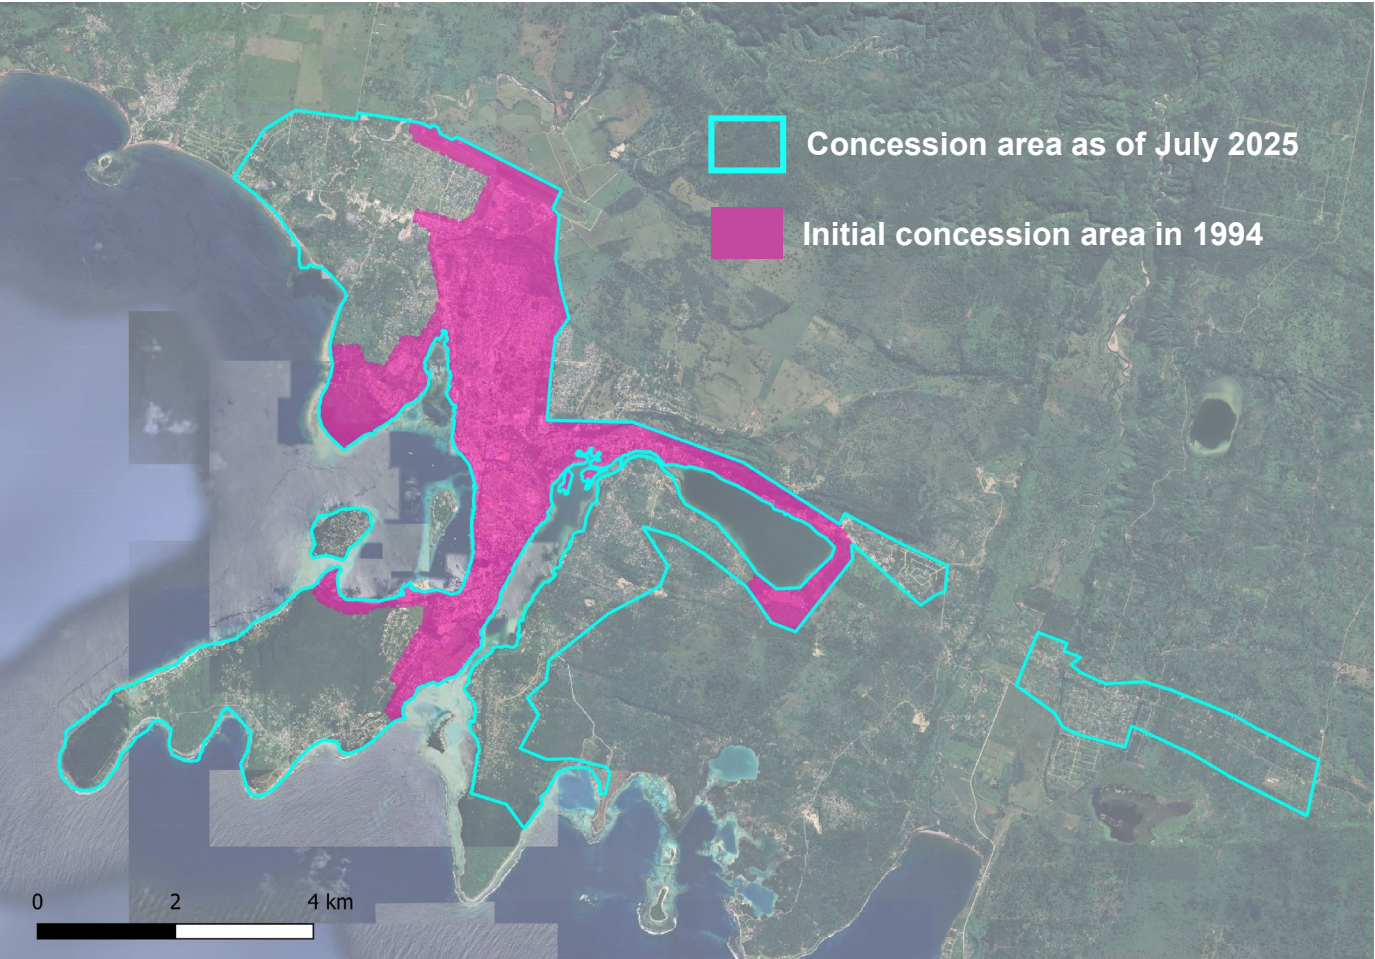 Concession area as of July 2025
Initial concession area in 1994
0 2 4 km